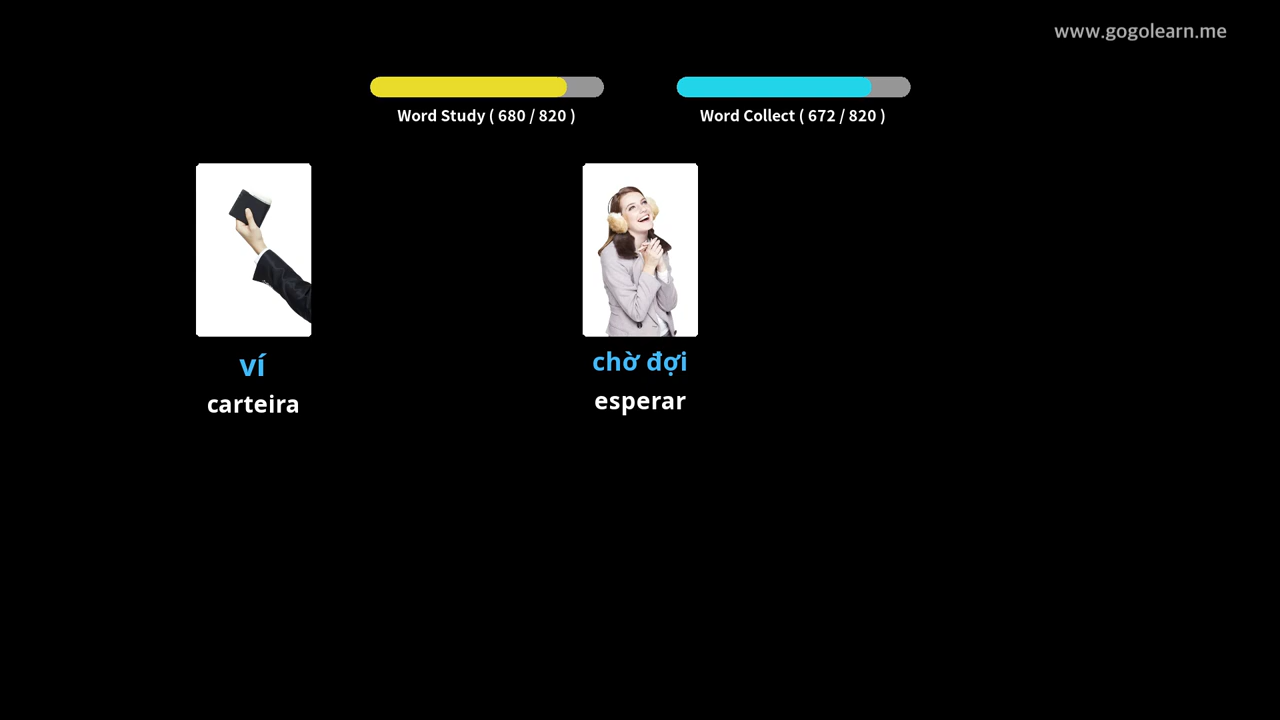 www.gogolearn.me
Word Study ( 680 / 820 )
Word Collect ( 672 / 820 )
ví
carteira
chờ đợi
esperar